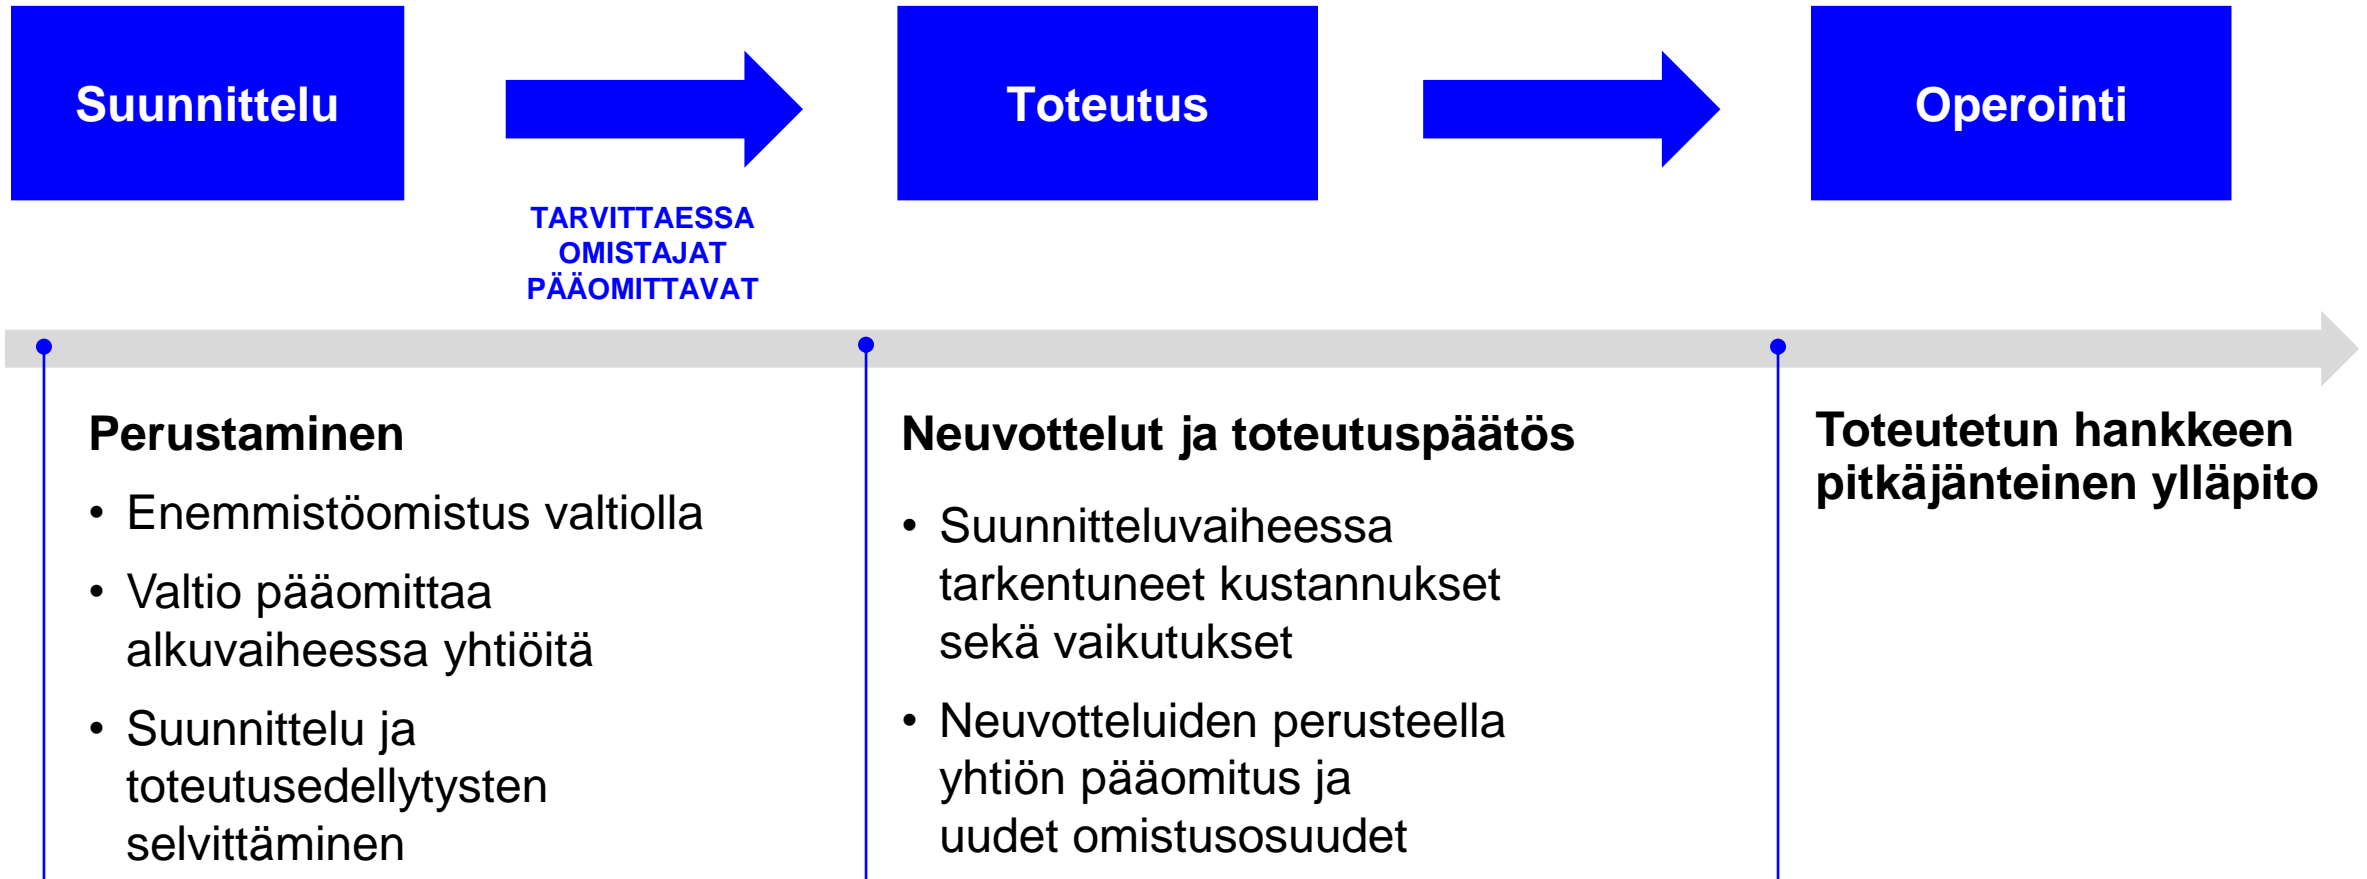 Suunnittelu
Toteutus
Operointi
TARVITTAESSA
OMISTAJAT
PÄÄOMITTAVAT
Perustaminen
• Enemmistöomistus valtiolla
• Valtio pääomittaa
alkuvaiheessa yhtiöitä
• Suunnittelu ja
toteutusedellytysten
selvittäminen
Neuvottelut ja toteutuspäätös
• Suunnitteluvaiheessa
tarkentuneet kustannukset
sekä vaikutukset
• Neuvotteluiden perusteella
yhtiön pääomitus ja
uudet omistusosuudet
Toteutetun hankkeen
pitkäjänteinen ylläpito